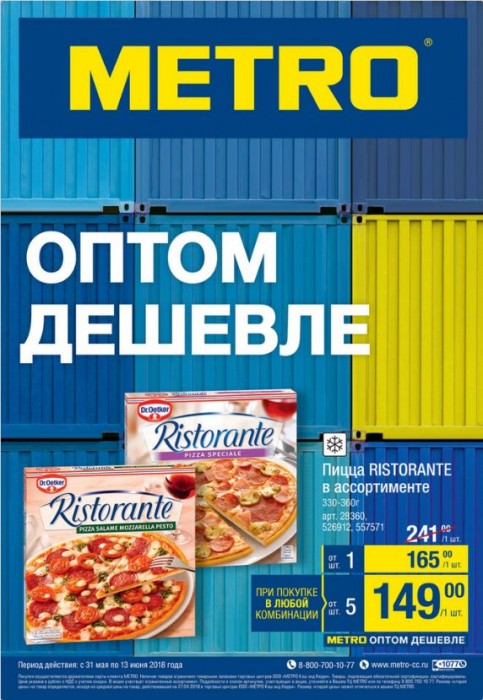 METRO®
ОПТОМ
ДЕШЕВЛЕ
Dr.Oetker
Ristorante
PIZZA SPECIALE
Dr.Oetker
Ristorante
PIZZA SALAME MOZZARELLA PESTO
Пицца RISTORANTE
в ассортименте
330-360г
арт. 28360,
526912, 557571
241 00 /1 шт.
от 1 шт. 165 00 /1 шт.
ПРИ ПОКУПКЕ
В ЛЮБОЙ
КОМБИНАЦИИ
от 5 шт. 149 00 /1 шт.
METRO ОПТОМ ДЕШЕВЛЕ
Период действия: с 31 мая по 13 июня 2018 года
8-800-700-10-77 www.metro-cc.ru *1077